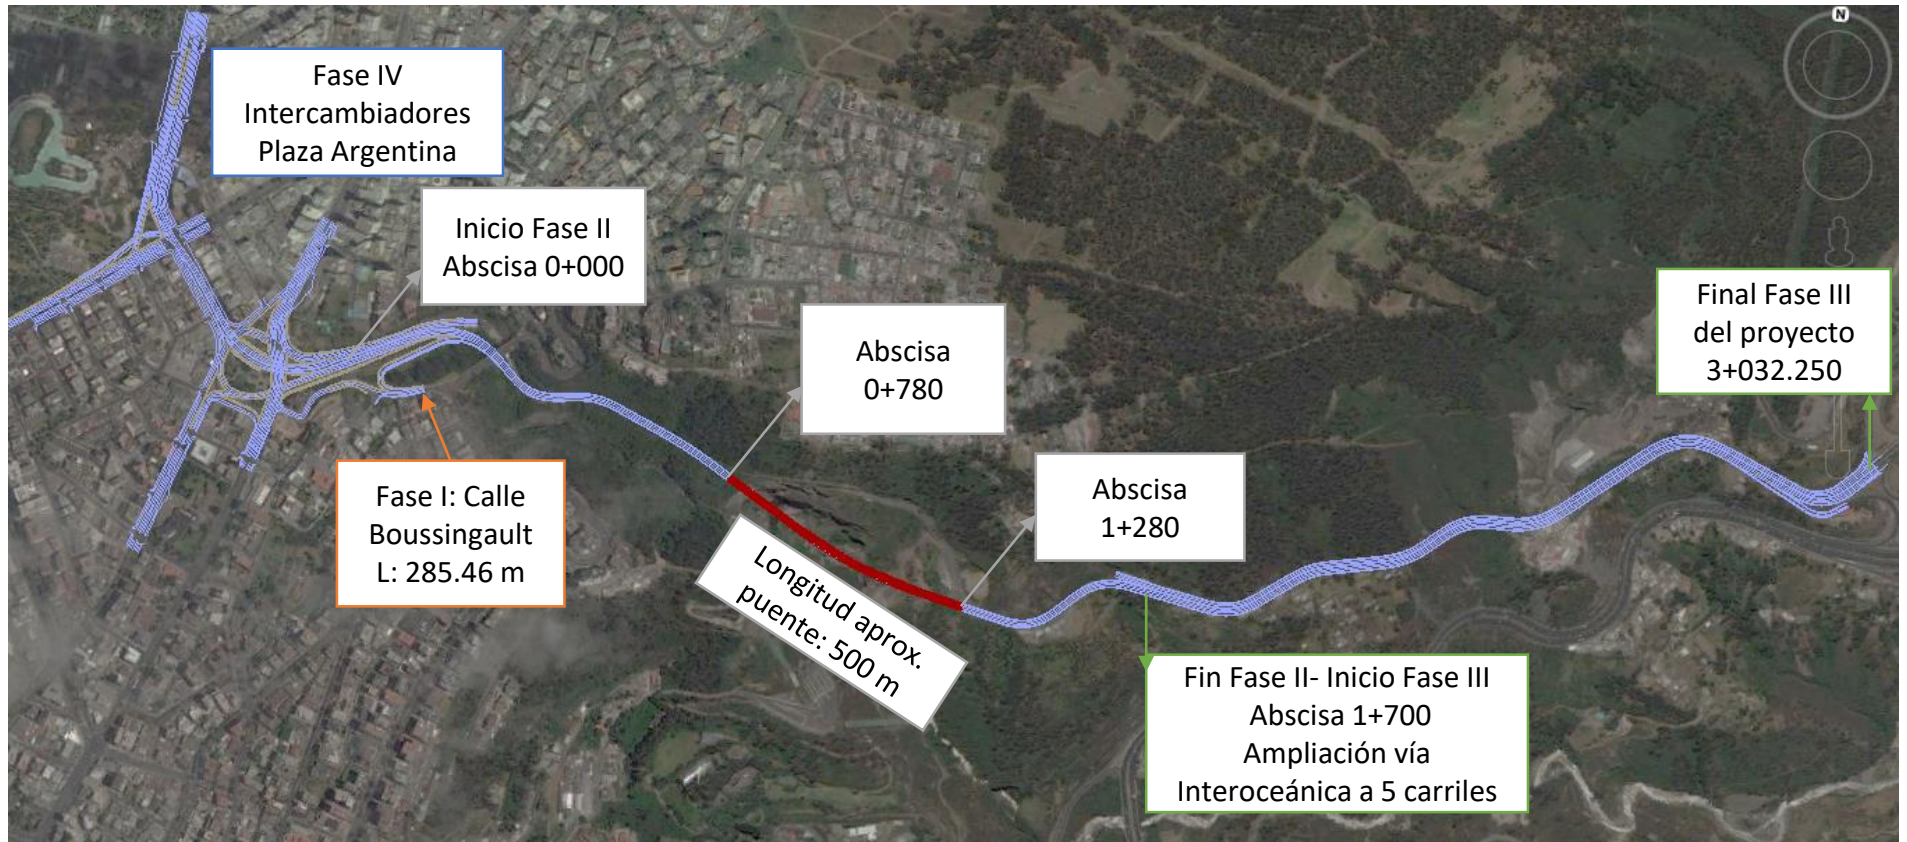 N
Fase IV
Intercambiadores
Plaza Argentina
Inicio Fase II
Abscisa 0+000
Abscisa
0+780
Final Fase III
del proyecto
3+032.250
Fase I: Calle
Boussingault
L: 285.46 m
Abscisa
1+280
Longitud aprox.
puente: 500 m
Fin Fase II- Inicio Fase III
Abscisa 1+700
Ampliación vía
Interoceánica a 5 carriles